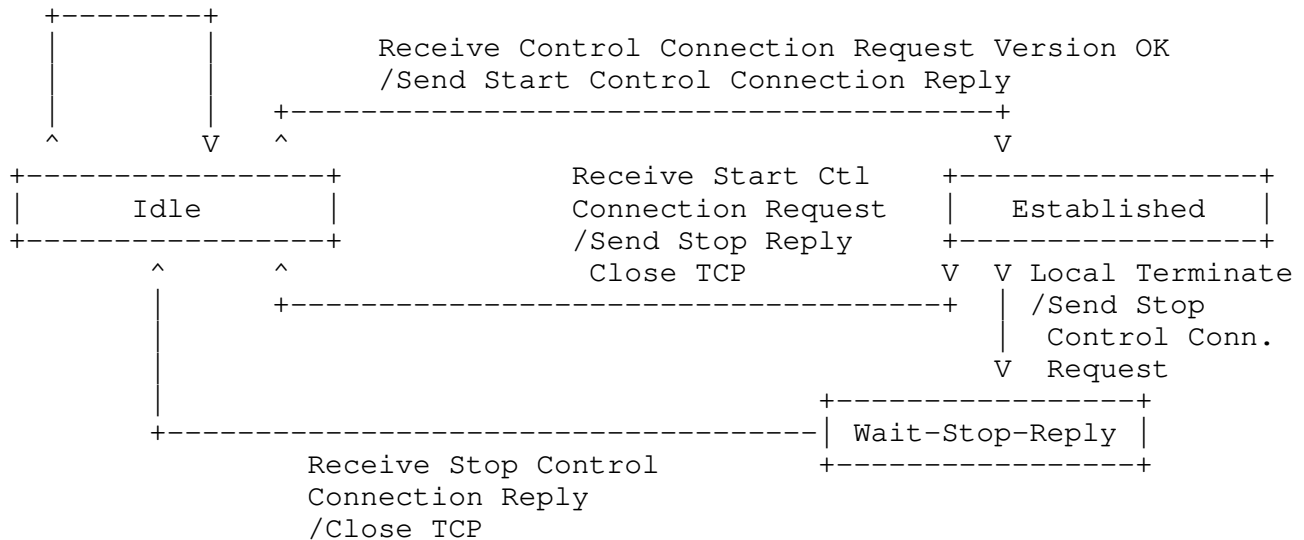 Receive Control Connection Request Version OK
/Send Start Control Connection Reply
Idle
Receive Start Ctl
Connection Request
/Send Stop Reply
Close TCP
Established
V Local Terminate
/Send Stop
Control Conn.
V Request
Wait-Stop-Reply
Receive Stop Control
Connection Reply
/Close TCP